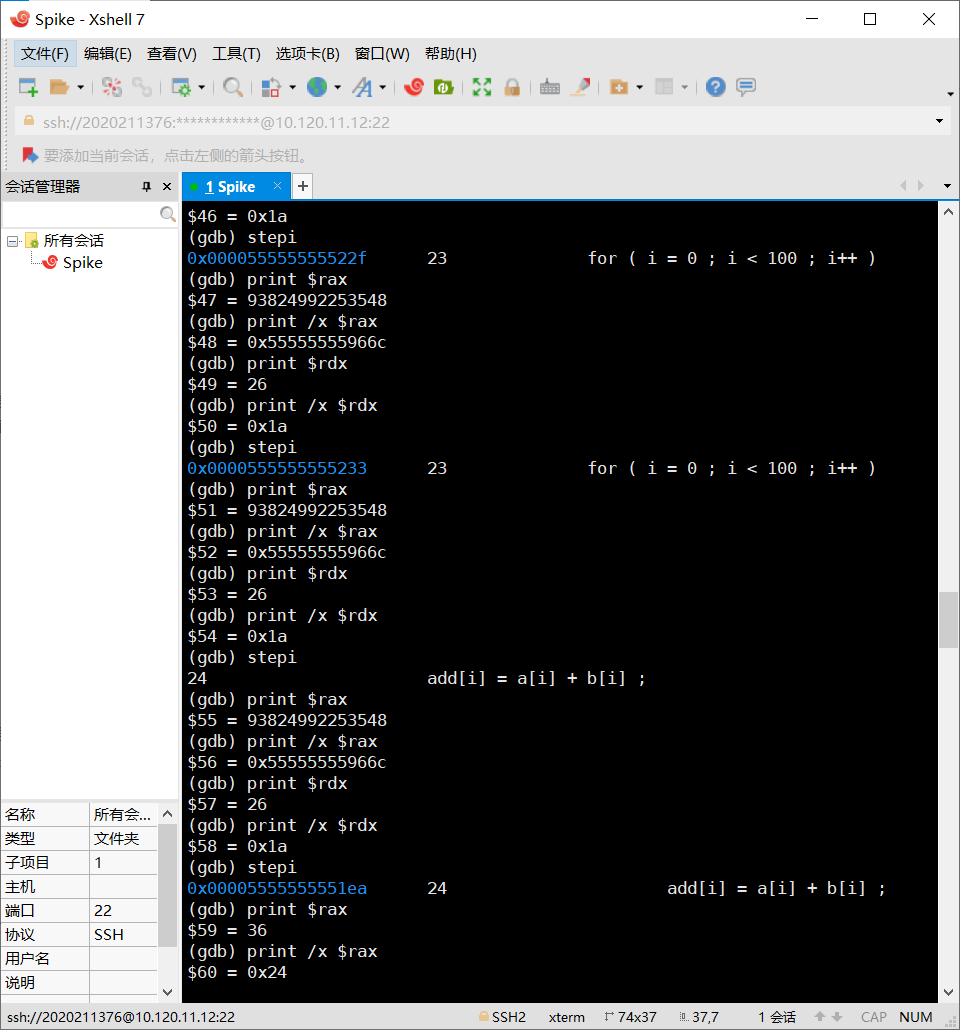 Spike - Xshell 7
文件(F) 编辑(E) 查看(V) 工具(T) 选项卡(B) 窗口(W) 帮助(H)
ssh://2020211376:************@10.120.11.12:22
要添加当前会话，点击左侧的箭头按钮。
会话管理器
所有会话
Spike
名称 所有会...
类型 文件夹
子项目 1
主机
端口 22
协议 SSH
用户名
说明
1 Spike
$46 = 0x1a
(gdb) stepi
0x000055555555522f 23 for ( i = 0 ; i < 100 ; i++ )
(gdb) print $rax
$47 = 93824992253548
(gdb) print /x $rax
$48 = 0x55555555966c
(gdb) print $rdx
$49 = 26
(gdb) print /x $rdx
$50 = 0x1a
(gdb) stepi
0x0000555555555233 23 for ( i = 0 ; i < 100 ; i++ )
(gdb) print $rax
$51 = 93824992253548
(gdb) print /x $rax
$52 = 0x55555555966c
(gdb) print $rdx
$53 = 26
(gdb) print /x $rdx
$54 = 0x1a
(gdb) stepi
24 add[i] = a[i] + b[i] ;
(gdb) print $rax
$55 = 93824992253548
(gdb) print /x $rax
$56 = 0x55555555966c
(gdb) print $rdx
$57 = 26
(gdb) print /x $rdx
$58 = 0x1a
(gdb) stepi
0x00005555555551ea 24 add[i] = a[i] + b[i] ;
(gdb) print $rax
$59 = 36
(gdb) print /x $rax
$60 = 0x24
ssh://2020211376@10.120.11.12:22 SSH2 xterm 74x37 37,7 1 会话 CAP NUM